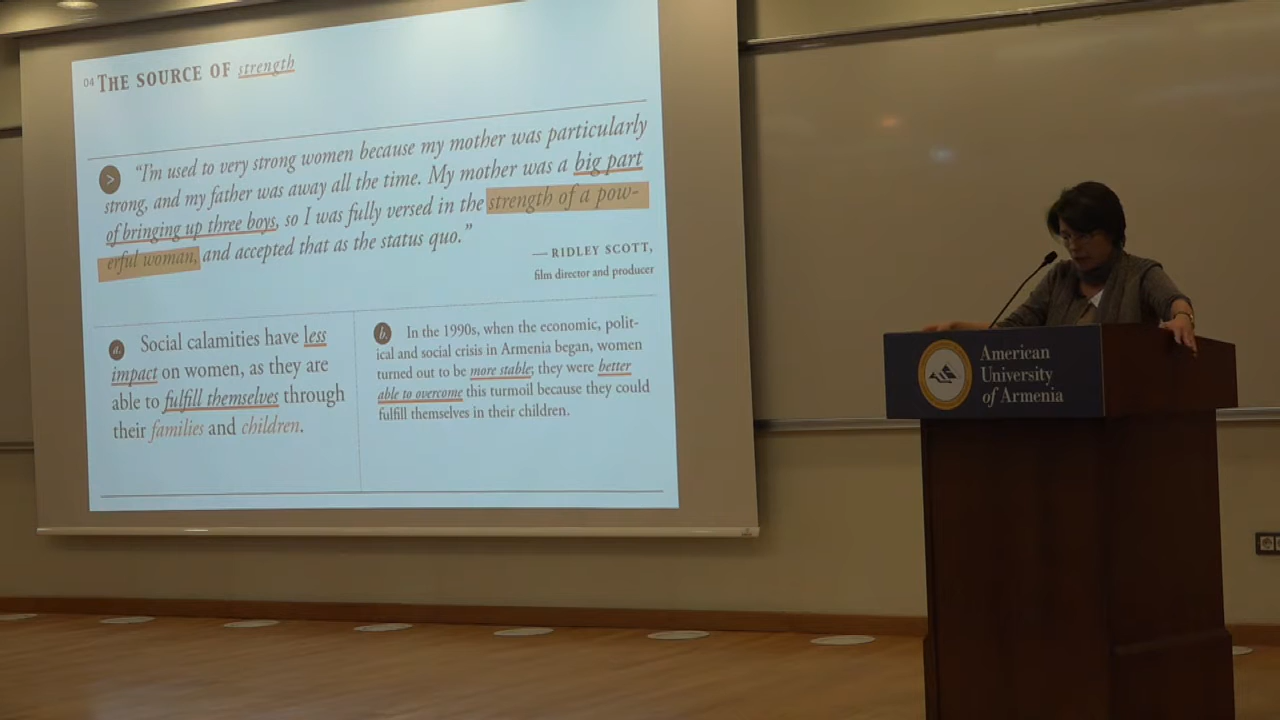 04 THE SOURCE OF strength
> “I'm used to very strong women because my mother was particularly
strong, and my father was away all the time. My mother was a big part
of bringing up three boys, so I was fully versed in the strength of a pow-
erful woman, and accepted that as the status quo.”
— RIDLEY SCOTT,
film director and producer
a. Social calamities have less
impact on women, as they are
able to fulfill themselves through
their families and children.
b. In the 1990s, when the economic, polit-
ical and social crisis in Armenia began, women
turned out to be more stable; they were better
able to overcome this turmoil because they could
fulfill themselves in their children.
American
University
of Armenia